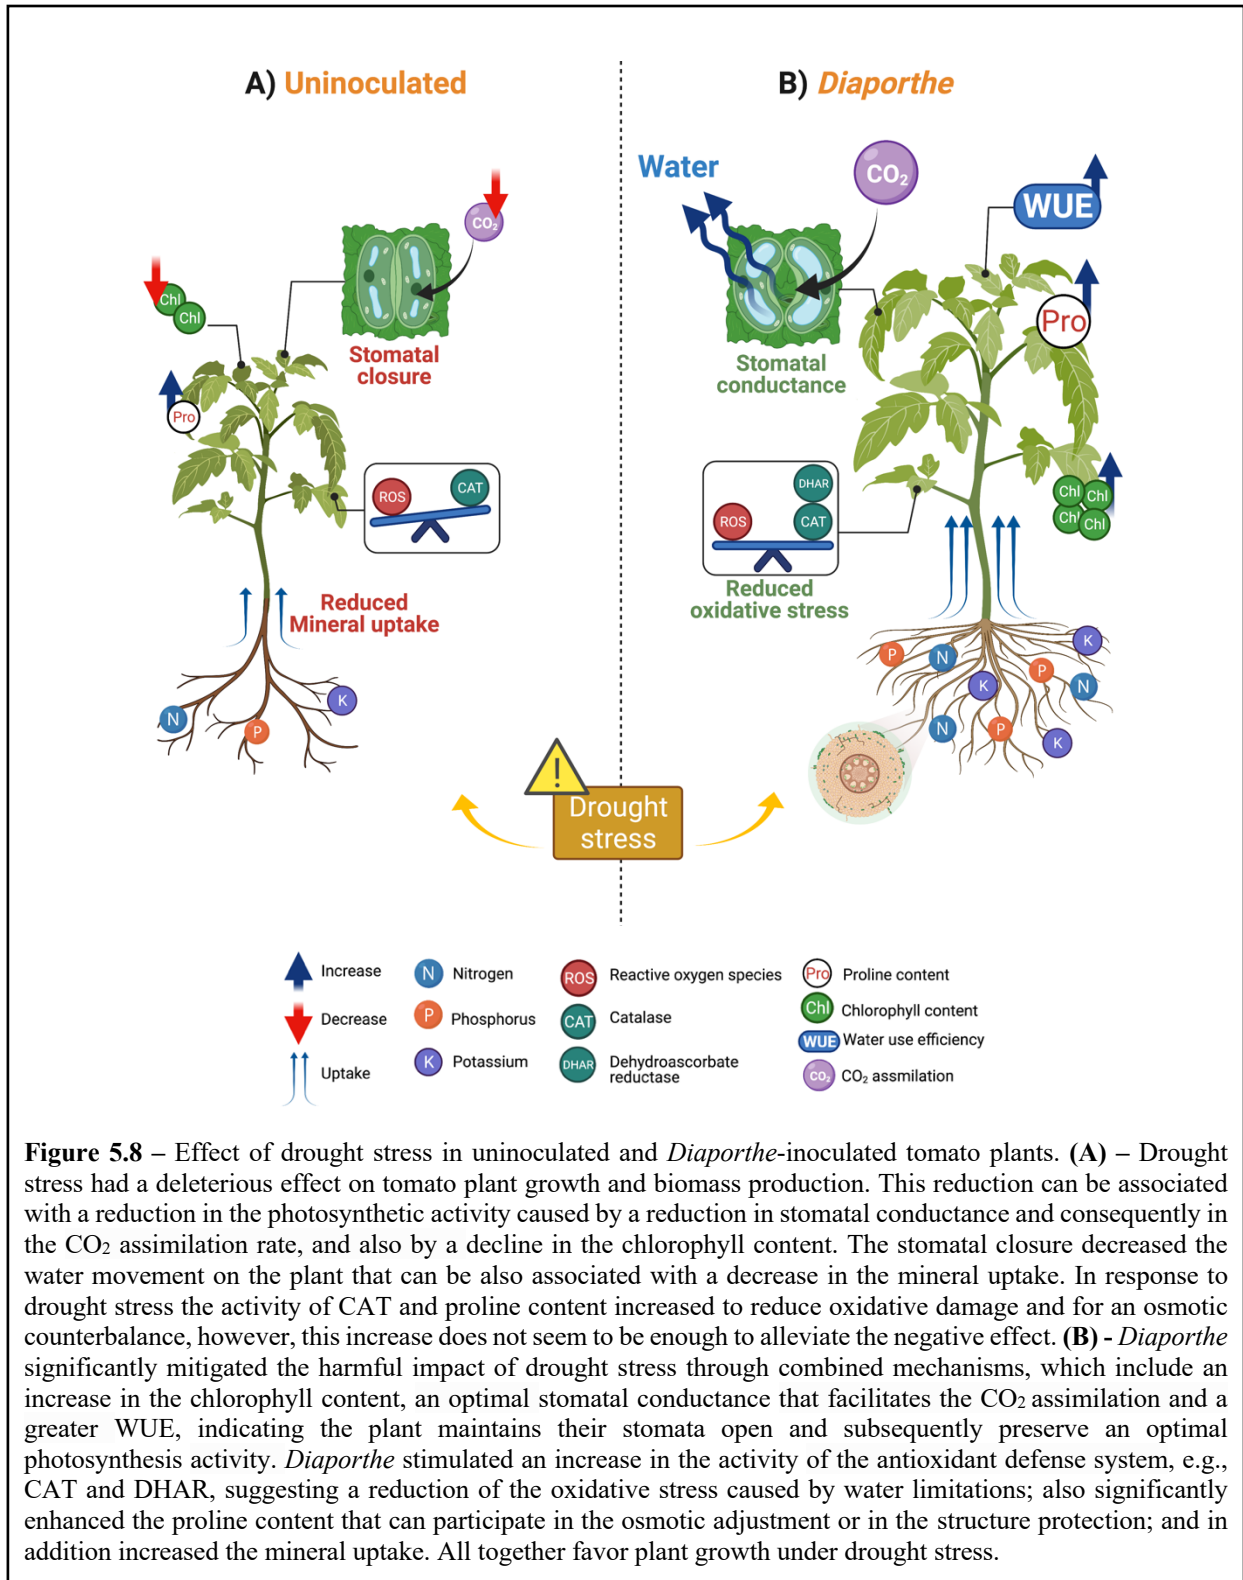 A) Uninoculated
B) Diaporthe
Water
CO2
WUE
CO2
Chl
Chl
Stomatal
closure
Pro
Pro
Stomatal
conductance
ROS
CAT
DHAR
ROS
CAT
Chl
Chl
Chl
Chl
Reduced
oxidative stress
Reduced
Mineral uptake
K
P
N
P
K
N
K
N
P
N
P
K
!
Drought
stress
Increase
Decrease
Uptake
N Nitrogen
P Phosphorus
K Potassium
ROS Reactive oxygen species
CAT Catalase
DHAR Dehydroascorbate
reductase
Pro Proline content
Chl Chlorophyll content
WUE Water use efficiency
CO2 CO2 assmilation
Figure 5.8 – Effect of drought stress in uninoculated and Diaporthe-inoculated tomato plants. (A) – Drought
stress had a deleterious effect on tomato plant growth and biomass production. This reduction can be associated
with a reduction in the photosynthetic activity caused by a reduction in stomatal conductance and consequently in
the CO2 assimilation rate, and also by a decline in the chlorophyll content. The stomatal closure decreased the
water movement on the plant that can be also associated with a decrease in the mineral uptake. In response to
drought stress the activity of CAT and proline content increased to reduce oxidative damage and for an osmotic
counterbalance, however, this increase does not seem to be enough to alleviate the negative effect. (B) - Diaporthe
significantly mitigated the harmful impact of drought stress through combined mechanisms, which include an
increase in the chlorophyll content, an optimal stomatal conductance that facilitates the CO2 assimilation and a
greater WUE, indicating the plant maintains their stomata open and subsequently preserve an optimal
photosynthesis activity. Diaporthe stimulated an increase in the activity of the antioxidant defense system, e.g.,
CAT and DHAR, suggesting a reduction of the oxidative stress caused by water limitations; also significantly
enhanced the proline content that can participate in the osmotic adjustment or in the structure protection; and in
addition increased the mineral uptake. All together favor plant growth under drought stress.